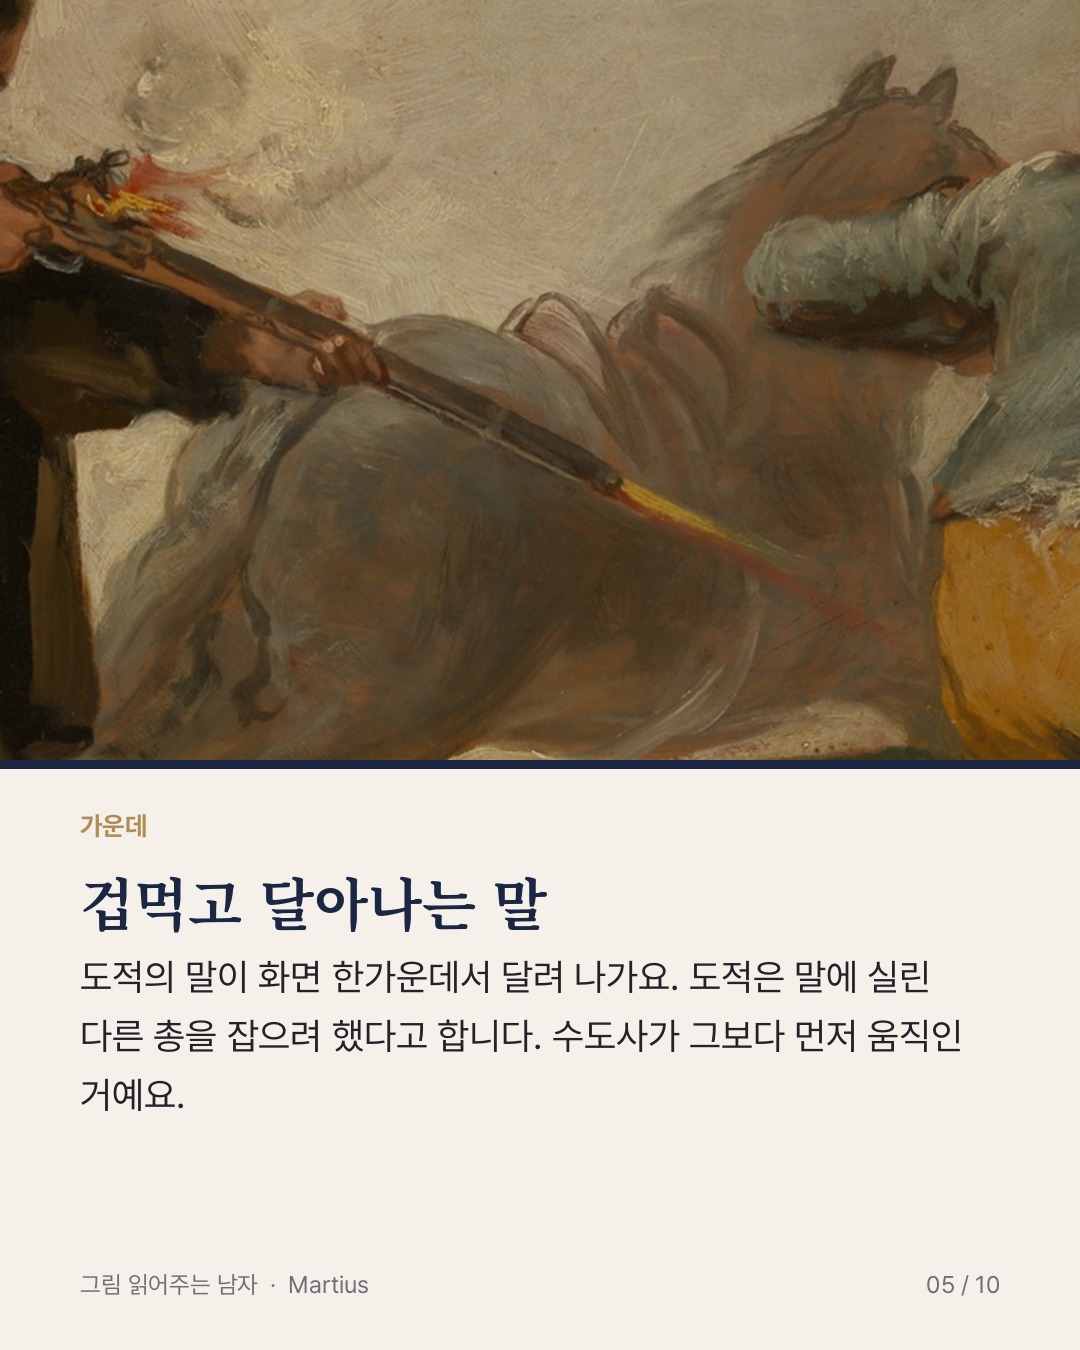 가운데
겁먹고 달아나는 말
도적의 말이 화면 한가운데서 달려 나가요. 도적은 말에 실린
다른 총을 잡으려 했다고 합니다. 수도사가 그보다 먼저 움직인
거예요.
그림 읽어주는 남자 · Martius
05 / 10